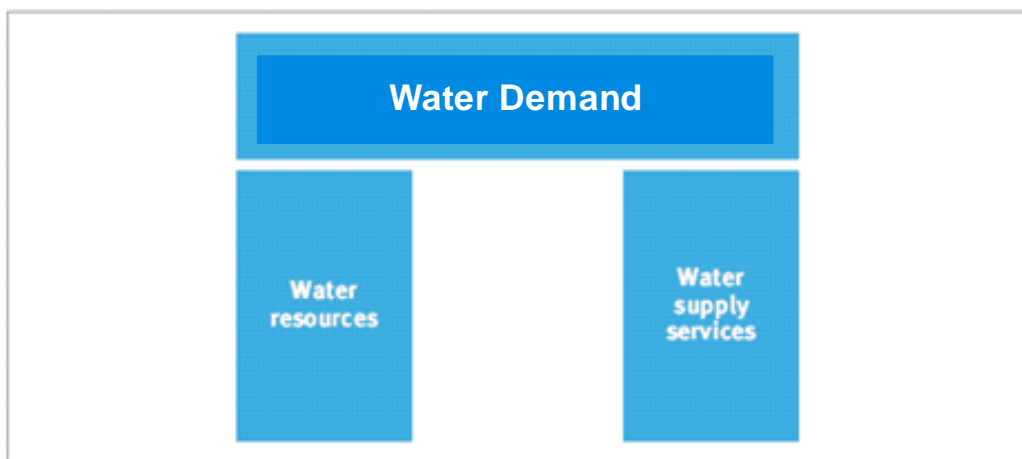 Water Demand
Water
resources
Water
supply
services